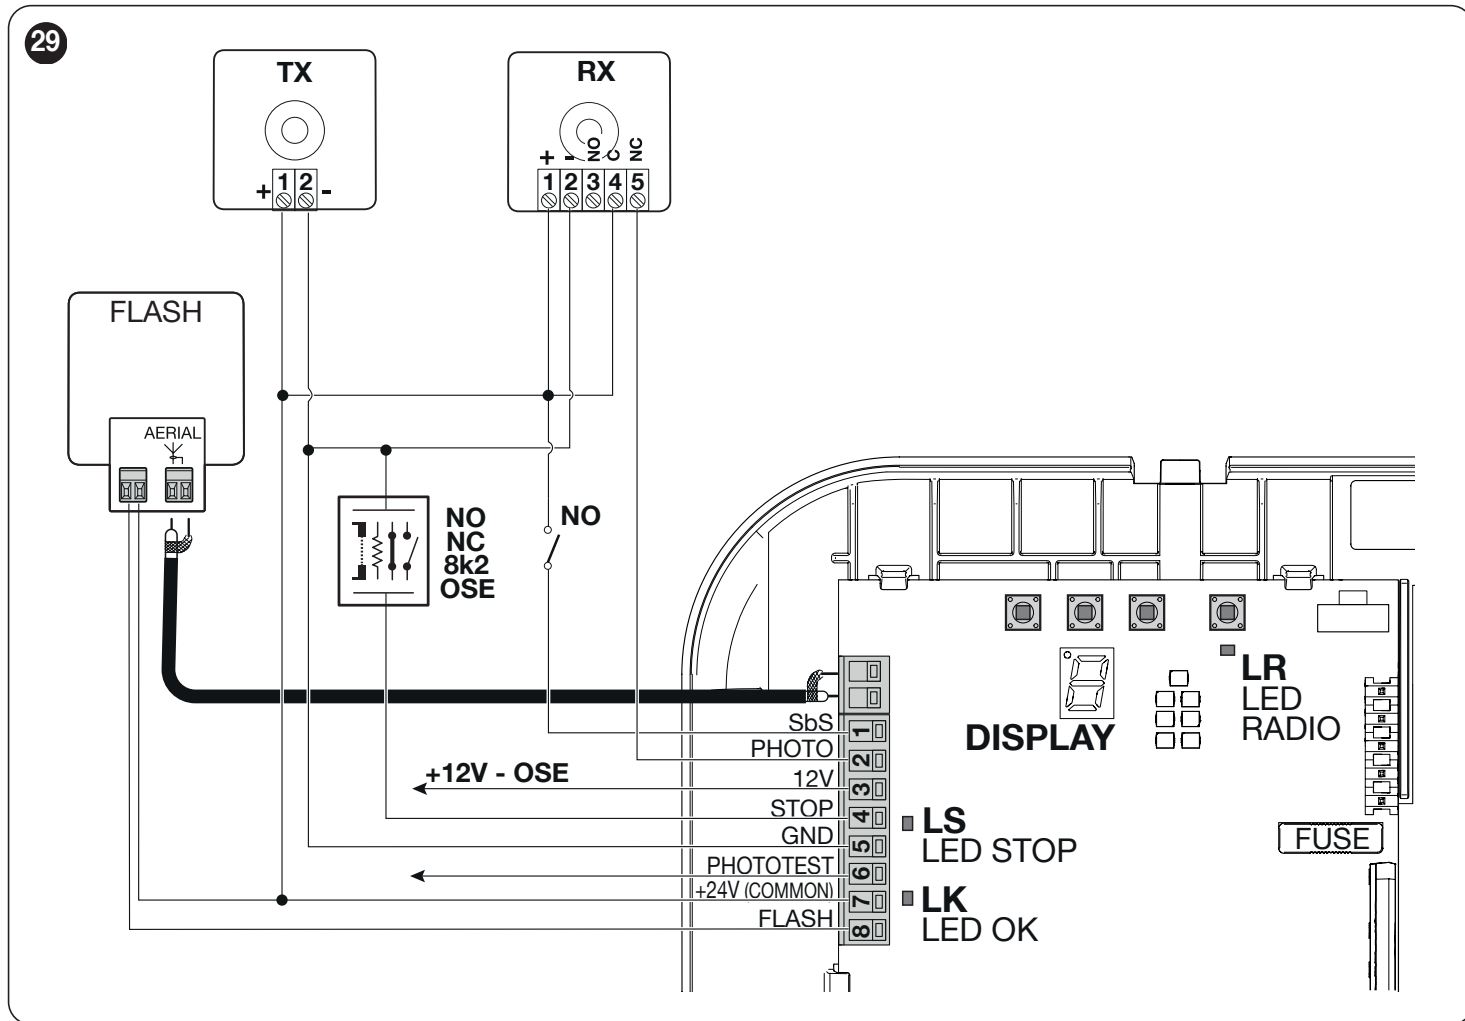 29
TX
+ 1 2 -
RX
+ - NO C NC
1 2 3 4 5
FLASH
AERIAL
NO
NC
8k2
OSE
NO
+12V - OSE
SbS 1
PHOTO 2
12V 3
STOP 4
GND 5
PHOTOTEST 6
+24V (COMMON) 7
FLASH 8
DISPLAY
LR
LED
RADIO
LS
LED STOP
LK
LED OK
FUSE